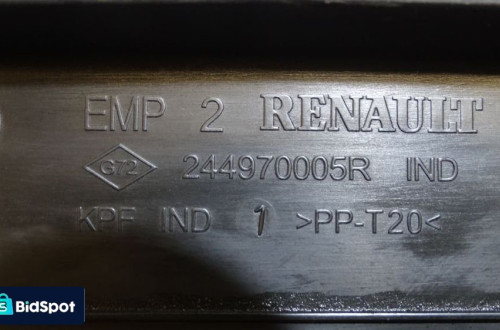 EMP 2 RENAULT
G72 244970005R IND
KPF IND 1 >PP-T20<
BidSpot